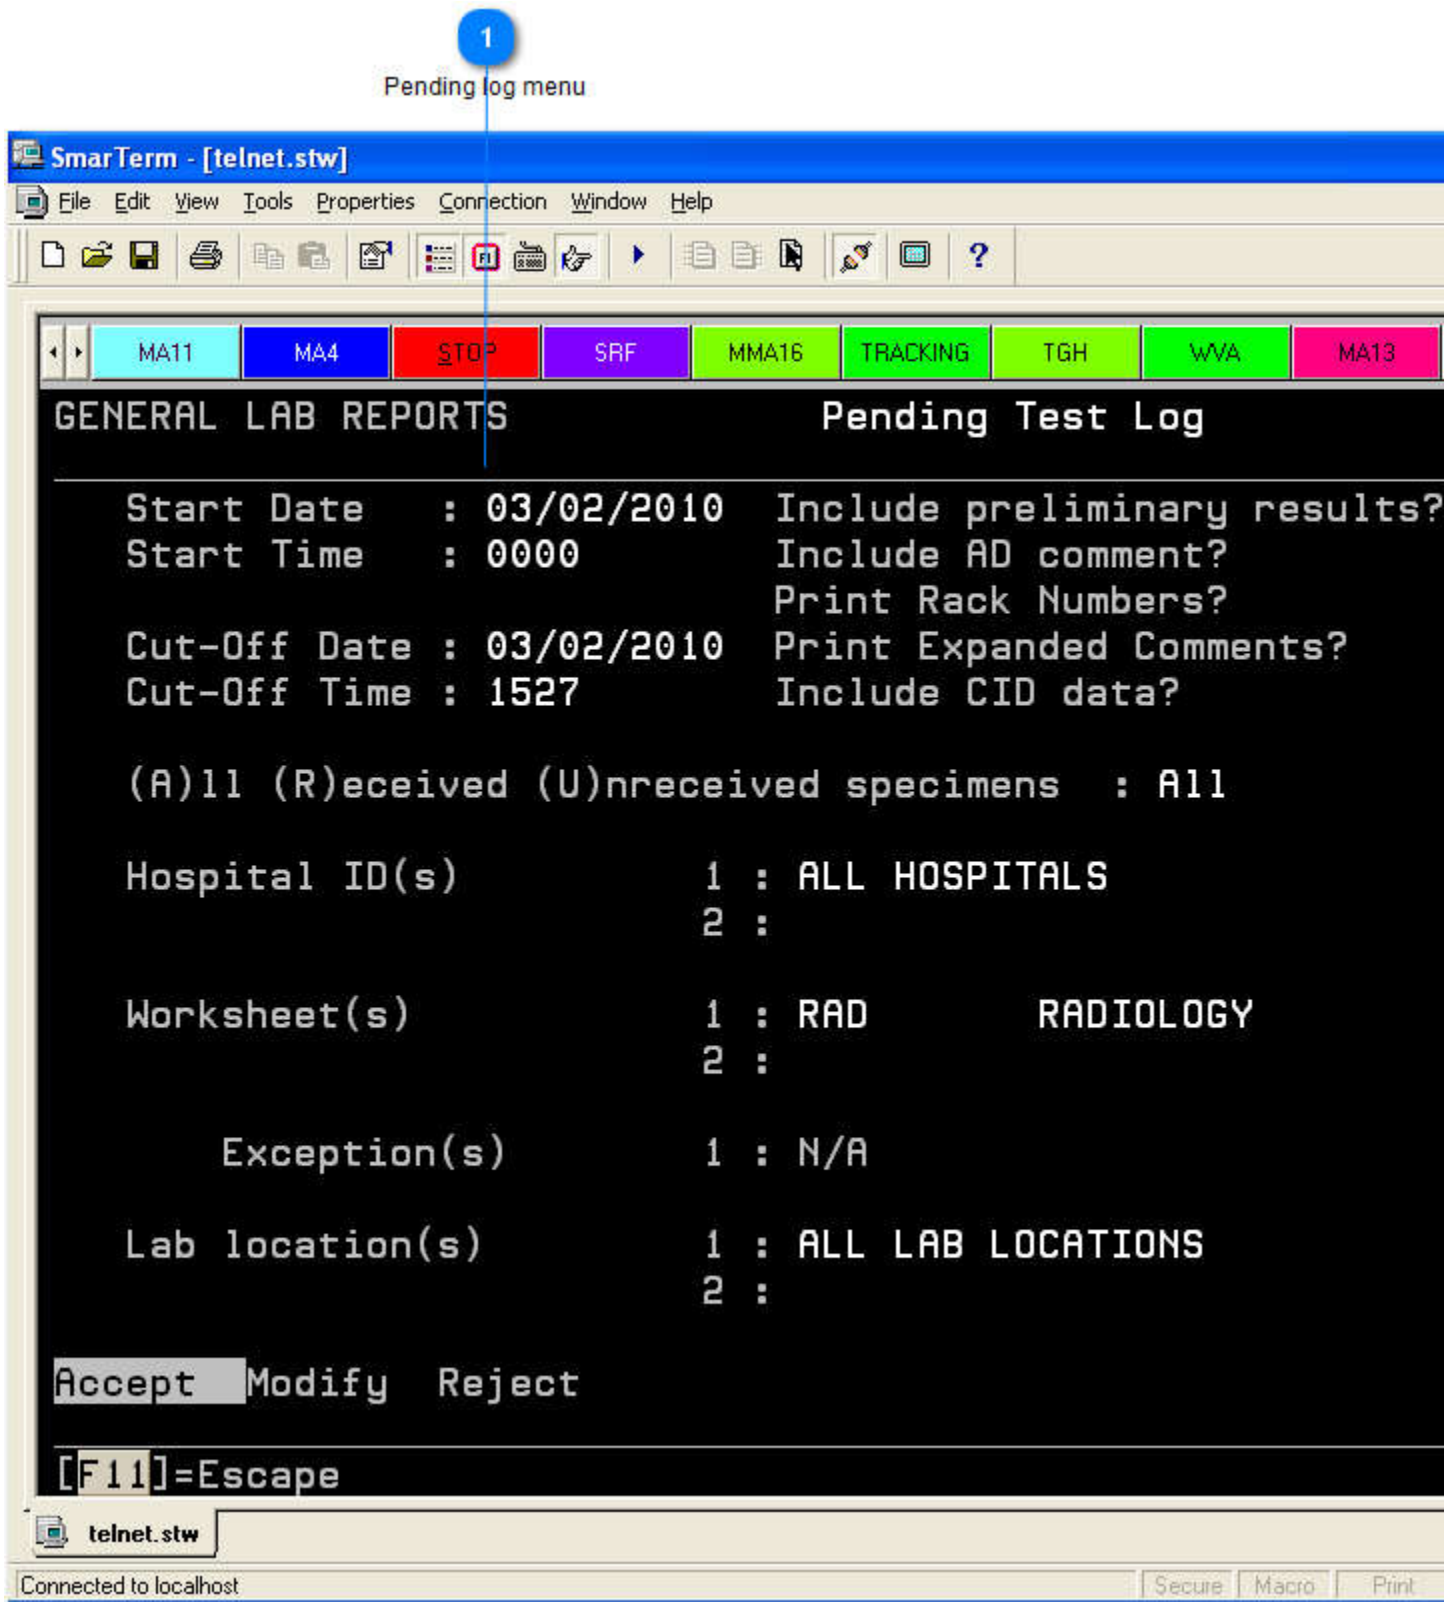 1
Pending log menu
SmarTerm - [telnet.stw]
File Edit View Tools Properties Connection Window Help
MA11 MA4 STOP SRF MMA16 TRACKING TGH WVA MA13
GENERAL LAB REPORTS Pending Test Log
Start Date : 03/02/2010 Include preliminary results?
Start Time : 0000 Include AD comment?
Print Rack Numbers?
Cut-Off Date : 03/02/2010 Print Expanded Comments?
Cut-Off Time : 1527 Include CID data?
(A)ll (R)eceived (U)nreceived specimens : All
Hospital ID(s) 1 : ALL HOSPITALS
2 :
Worksheet(s) 1 : RAD RADIOLOGY
2 :
Exception(s) 1 : N/A
Lab location(s) 1 : ALL LAB LOCATIONS
2 :
Accept Modify Reject
[F11]=Escape
telnet.stw
Connected to localhost Secure Macro Print